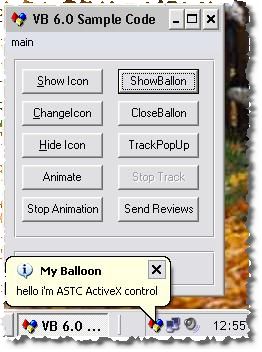 VB 6.0 Sample Code
main
Show Icon
ShowBallon
ChangeIcon
CloseBallon
Hide Icon
TrackPopUp
Animate
Stop Track
Stop Animation
Send Reviews
My Balloon
hello i'm ASTC ActiveX control
VB 6.0 ...
12:55